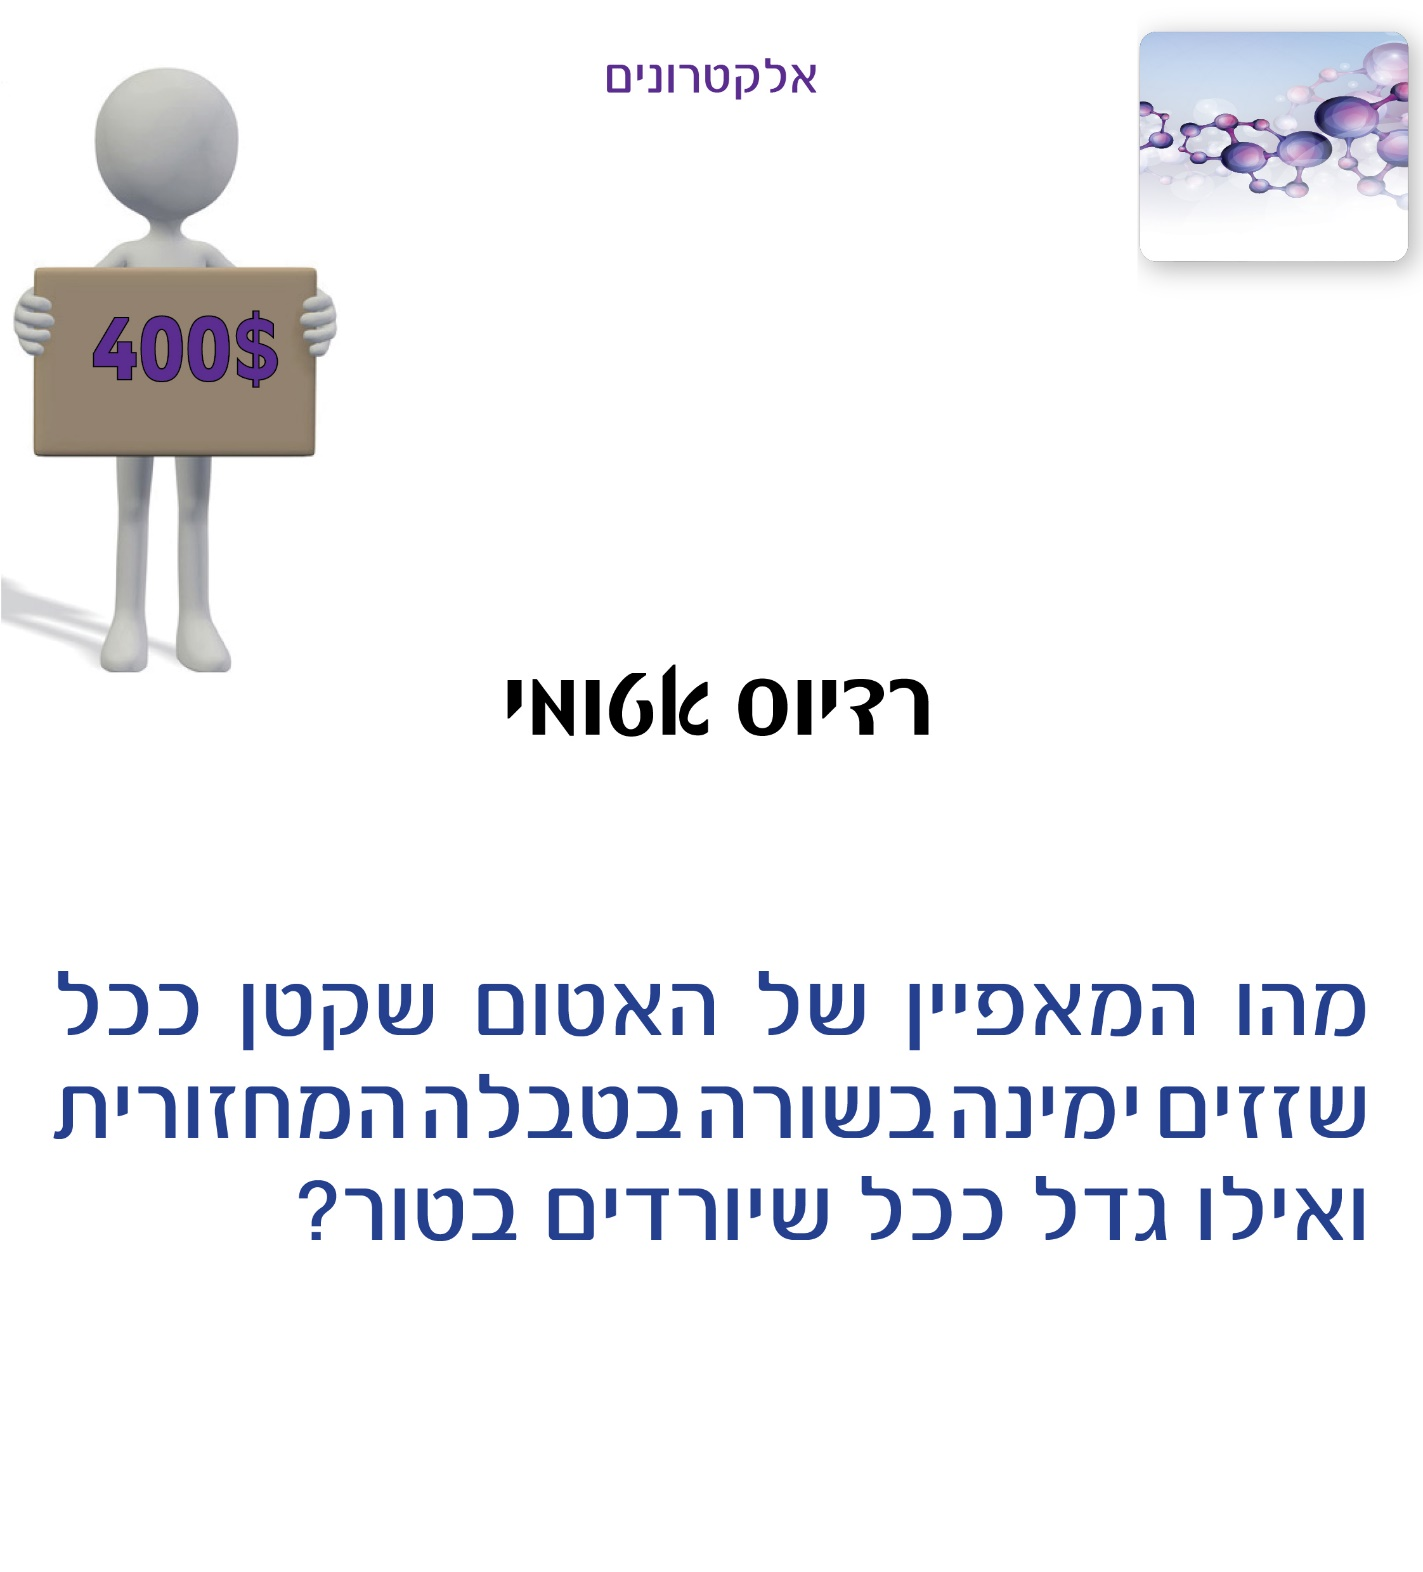 אלקטרונים
400$
רדיוס אטומי
מהו המאפיין של האטום שקטן ככל
שזזים ימינה בשורה בטבלה המחזורית
ואילו גדל ככל שיורדים בטור?